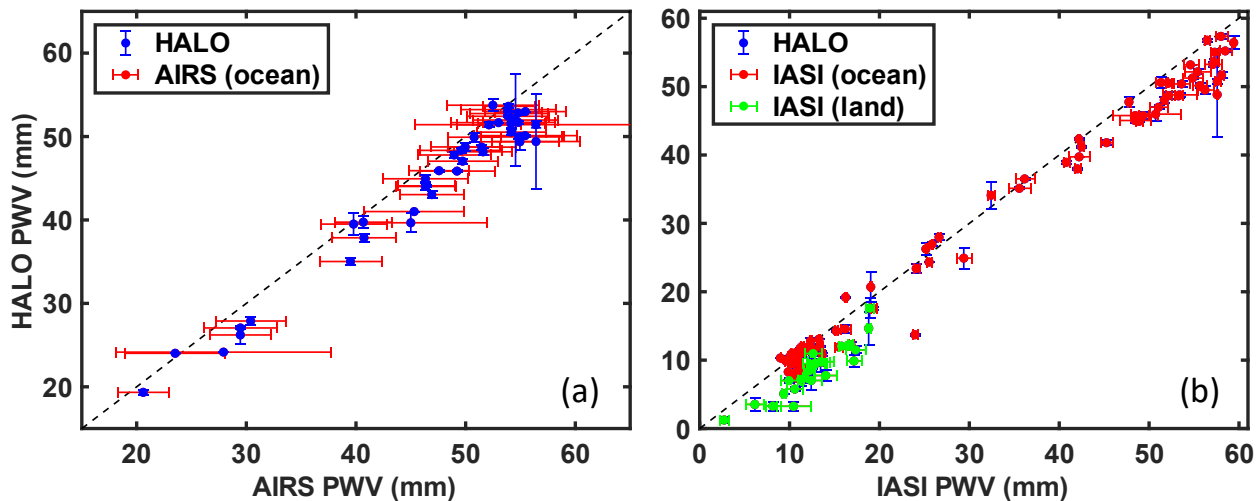 HALO PWV (mm)
60
50
40
30
20
HALO
AIRS (ocean)
(a)
20 30 40 50 60
AIRS PWV (mm)
60
50
40
30
20
10
0
HALO
IASI (ocean)
IASI (land)
(b)
0 10 20 30 40 50 60
IASI PWV (mm)